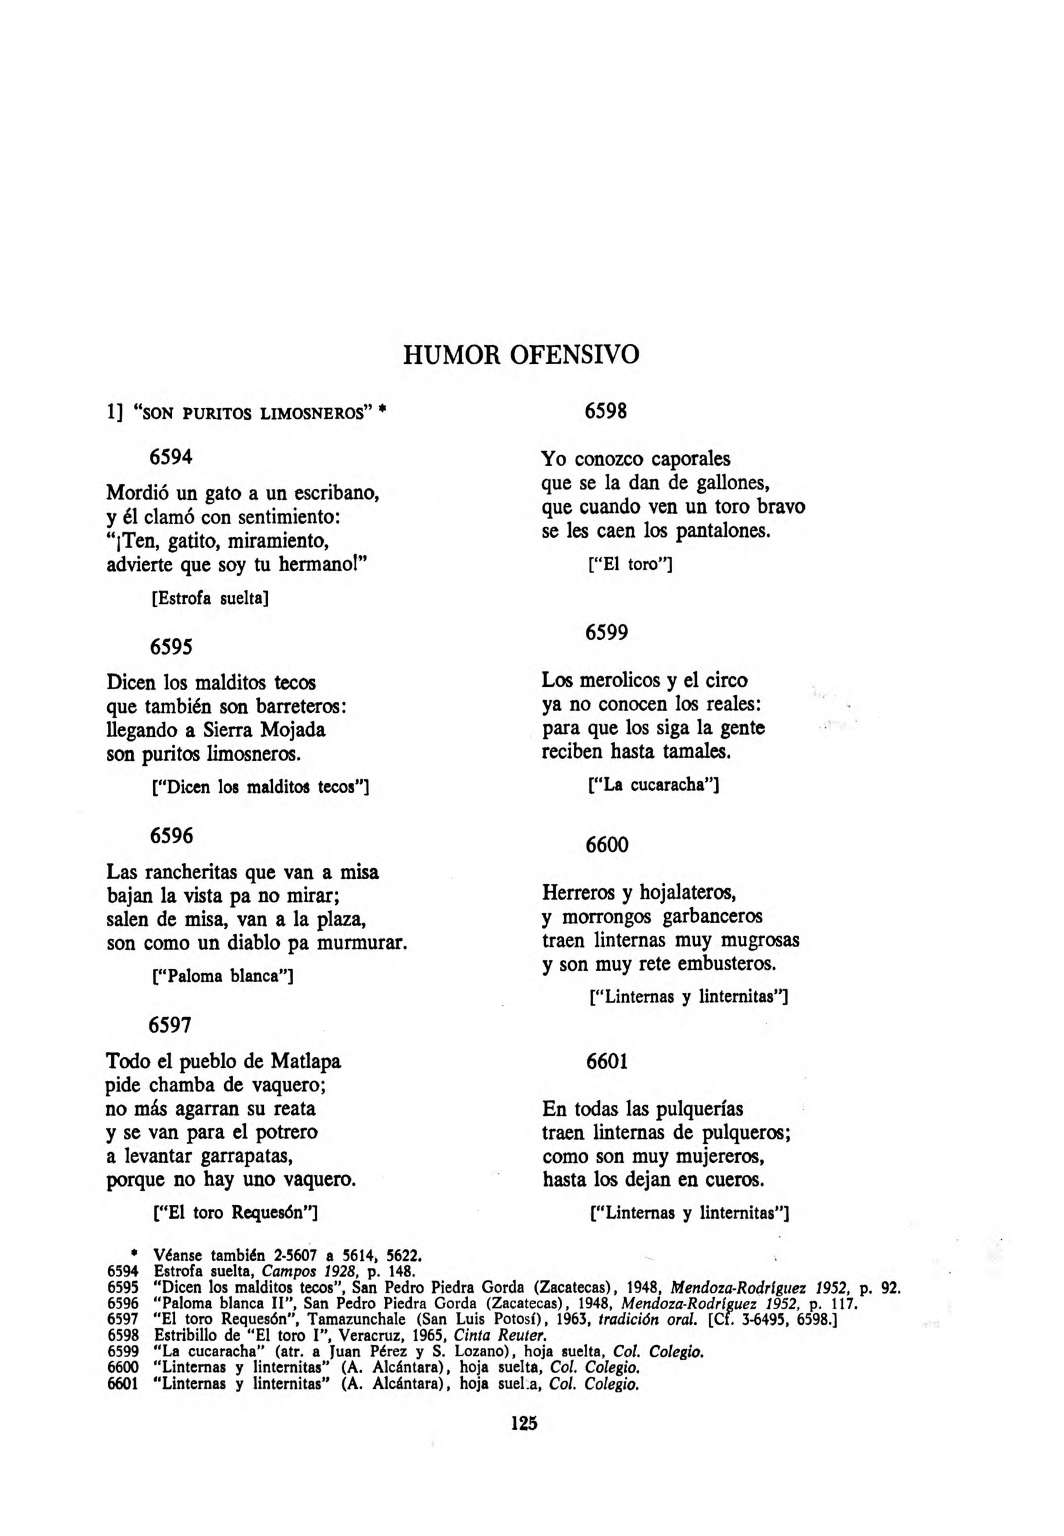 HUMOR OFENSIVO
1] “SON PURITOS LIMOSNEROS” *
6594
Mordió un gato a un escribano,
y él clamó con sentimiento:
“¡Ten, gatito, miramiento,
advierte que soy tu hermano!”
[Estrofa suelta]
6595
Dicen los malditos tecos
que también son barreteros:
llegando a Sierra Mojada
son puritos limosneros.
[“Dicen los malditos tecos”]
6596
Las rancheritas que van a misa
bajan la vista pa no mirar;
salen de misa, van a la plaza,
son como un diablo pa murmurar.
[“Paloma blanca”]
6597
Todo el pueblo de Matlapa
pide chamba de vaquero;
no más agarran su reata
y se van para el potrero
a levantar garrapatas,
porque no hay uno vaquero.
[“El toro Requesón”]
6598
Yo conozco caporales
que se la dan de gallones,
que cuando ven un toro bravo
se les caen los pantalones.
[“El toro”]
6599
Los merolicos y el circo
ya no conocen los reales:
para que los siga la gente
reciben hasta tamales.
[“La cucaracha”]
6600
Herreros y hojalateros,
y morrongos garbanceros
traen linternas muy mugrosas
y son muy rete embusteros.
[“Linternas y linternitas”]
6601
En todas las pulquerías
traen linternas de pulqueros;
como son muy mujereros,
hasta los dejan en cueros.
[“Linternas y linternitas”]
* Véanse también 2-5607 a 5614, 5622.
6594 Estrofa suelta, Campos 1928, p. 148.
6595 “Dicen los malditos tecos”, San Pedro Piedra Gorda (Zacatecas), 1948, Mendoza-Rodríguez 1952, p. 92.
6596 “Paloma blanca II”, San Pedro Piedra Gorda (Zacatecas), 1948, Mendoza-Rodríguez 1952, p. 117.
6597 “El toro Requesón”, Tamazunchale (San Luis Potosí), 1963, tradición oral. [Cf. 3-6495, 6598.]
6598 Estribillo de “El toro I”, Veracruz, 1965, Cinta Reuter.
6599 “La cucaracha” (atr. a Juan Pérez y S. Lozano), hoja suelta, Col. Colegio.
6600 “Linternas y linternitas” (A. Alcántara), hoja suelta, Col. Colegio.
6601 “Linternas y linternitas” (A. Alcántara), hoja suel.a, Col. Colegio.
125